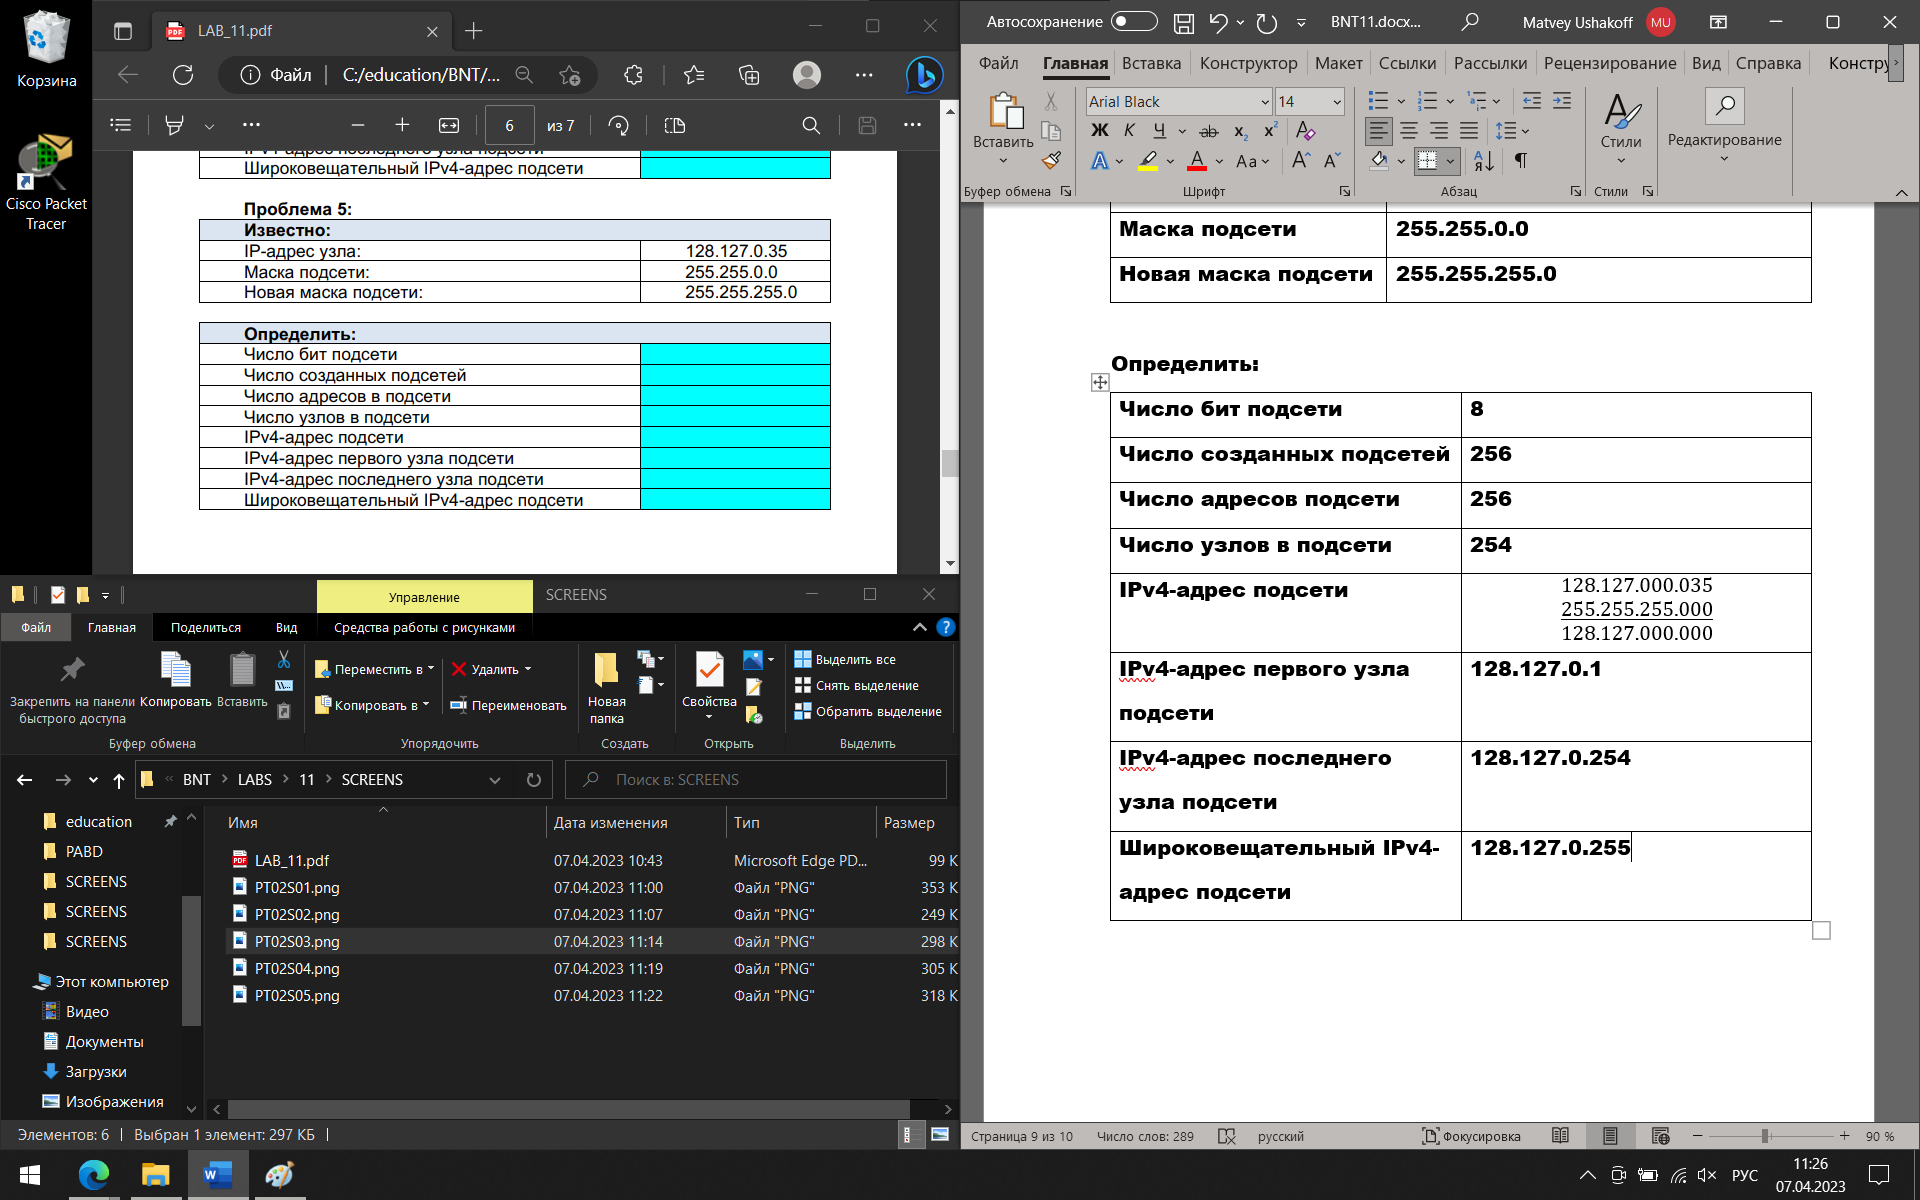 Корзина
Cisco Packet
Tracer
LAB_11.pdf
Файл
C:/education/BNT/...
6
из 7
Широковещательный IPv4-адрес подсети
Проблема 5:
Известно:
IP-адрес узла: 128.127.0.35
Маска подсети: 255.255.0.0
Новая маска подсети: 255.255.255.0
Определить:
Число бит подсети
Число созданных подсетей
Число адресов в подсети
Число узлов в подсети
IPv4-адрес подсети
IPv4-адрес первого узла подсети
IPv4-адрес последнего узла подсети
Широковещательный IPv4-адрес подсети
Управление
SCREENS
Файл Главная Поделиться Вид Средства работы с рисунками
Закрепить на панели
быстрого доступа
Копировать
Вставить
Буфер обмена
Переместить в
Копировать в
Удалить
Переименовать
Упорядочить
Новая
папка
Создать
Свойства
Открыть
Выделить все
Снять выделение
Обратить выделение
Выделить
BNT LABS 11 SCREENS
Поиск в: SCREENS
education
PABD
SCREENS
SCREENS
SCREENS
Этот компьютер
Видео
Документы
Загрузки
Изображения
Имя Дата изменения Тип Размер
LAB_11.pdf 07.04.2023 10:43 Microsoft Edge PD... 99 К
PT02S01.png 07.04.2023 11:00 Файл "PNG" 353 К
PT02S02.png 07.04.2023 11:07 Файл "PNG" 249 К
PT02S03.png 07.04.2023 11:14 Файл "PNG" 298 К
PT02S04.png 07.04.2023 11:19 Файл "PNG" 305 К
PT02S05.png 07.04.2023 11:22 Файл "PNG" 318 К
Элементов: 6 Выбран 1 элемент: 297 КБ
Автосохранение
BNT11.docx...
Matvey Ushakoff
MU
Файл Главная Вставка Конструктор Макет Ссылки Рассылки Рецензирование Вид Справка Констру
Вставить
Буфер обмена
Arial Black 14
Ж К Ч ab x₂ x²
Aa
Шрифт
Абзац
Стили
Стили
Редактирование
Маска подсети 255.255.0.0
Новая маска подсети 255.255.255.0
Определить:
Число бит подсети 8
Число созданных подсетей 256
Число адресов подсети 256
Число узлов в подсети 254
IPv4-адрес подсети
128.127.000.035
255.255.255.000
128.127.000.000
IPv4-адрес первого узла 128.127.0.1
подсети
IPv4-адрес последнего 128.127.0.254
узла подсети
Широковещательный IPv4- 128.127.0.255
адрес подсети
Страница 9 из 10 Число слов: 289 русский Фокусировка 90 %
РУС
11:26
07.04.2023